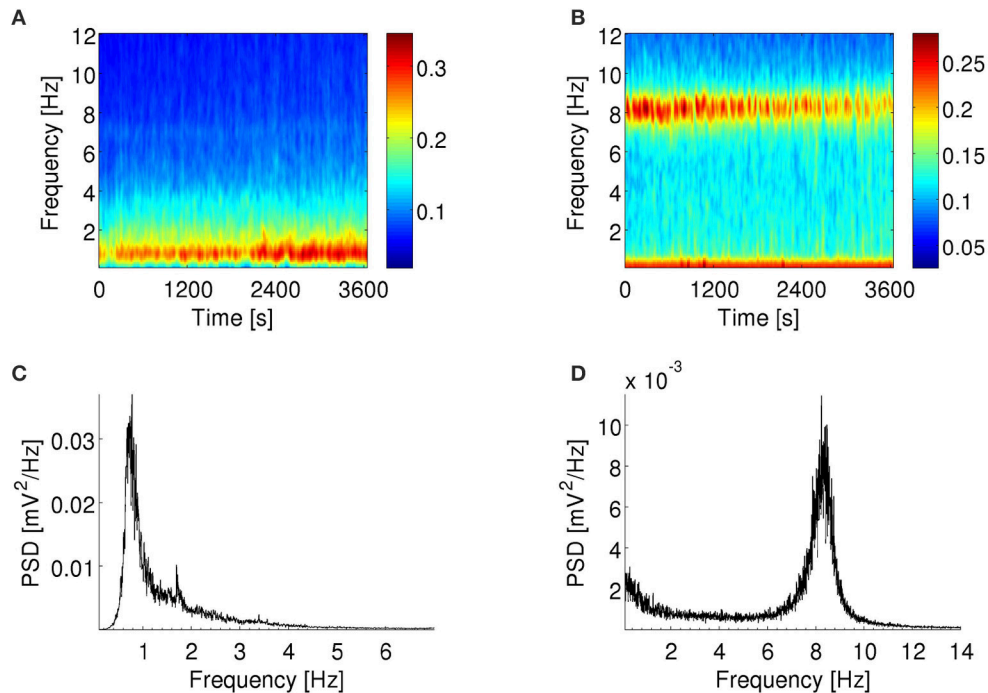 A
12
10
8
6
4
2
Frequency [Hz]
0 1200 2400 3600
Time [s]
0.3
0.2
0.1
B
12
10
8
6
4
2
Frequency [Hz]
0 1200 2400 3600
Time [s]
0.25
0.2
0.15
0.1
0.05
C
0.03
0.02
0.01
PSD [mV²/Hz]
1 2 3 4 5 6
Frequency [Hz]
D
x 10⁻³
10
8
6
4
2
PSD [mV²/Hz]
2 4 6 8 10 12 14
Frequency [Hz]